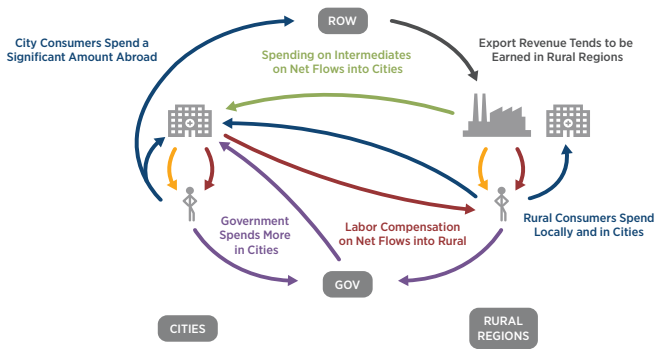 ROW
City Consumers Spend a
Significant Amount Abroad
Spending on Intermediates
on Net Flows into Cities
Export Revenue Tends to be
Earned in Rural Regions
Government
Spends More
in Cities
Labor Compensation
on Net Flows into Rural
Rural Consumers Spend
Locally and in Cities
GOV
CITIES
RURAL
REGIONS